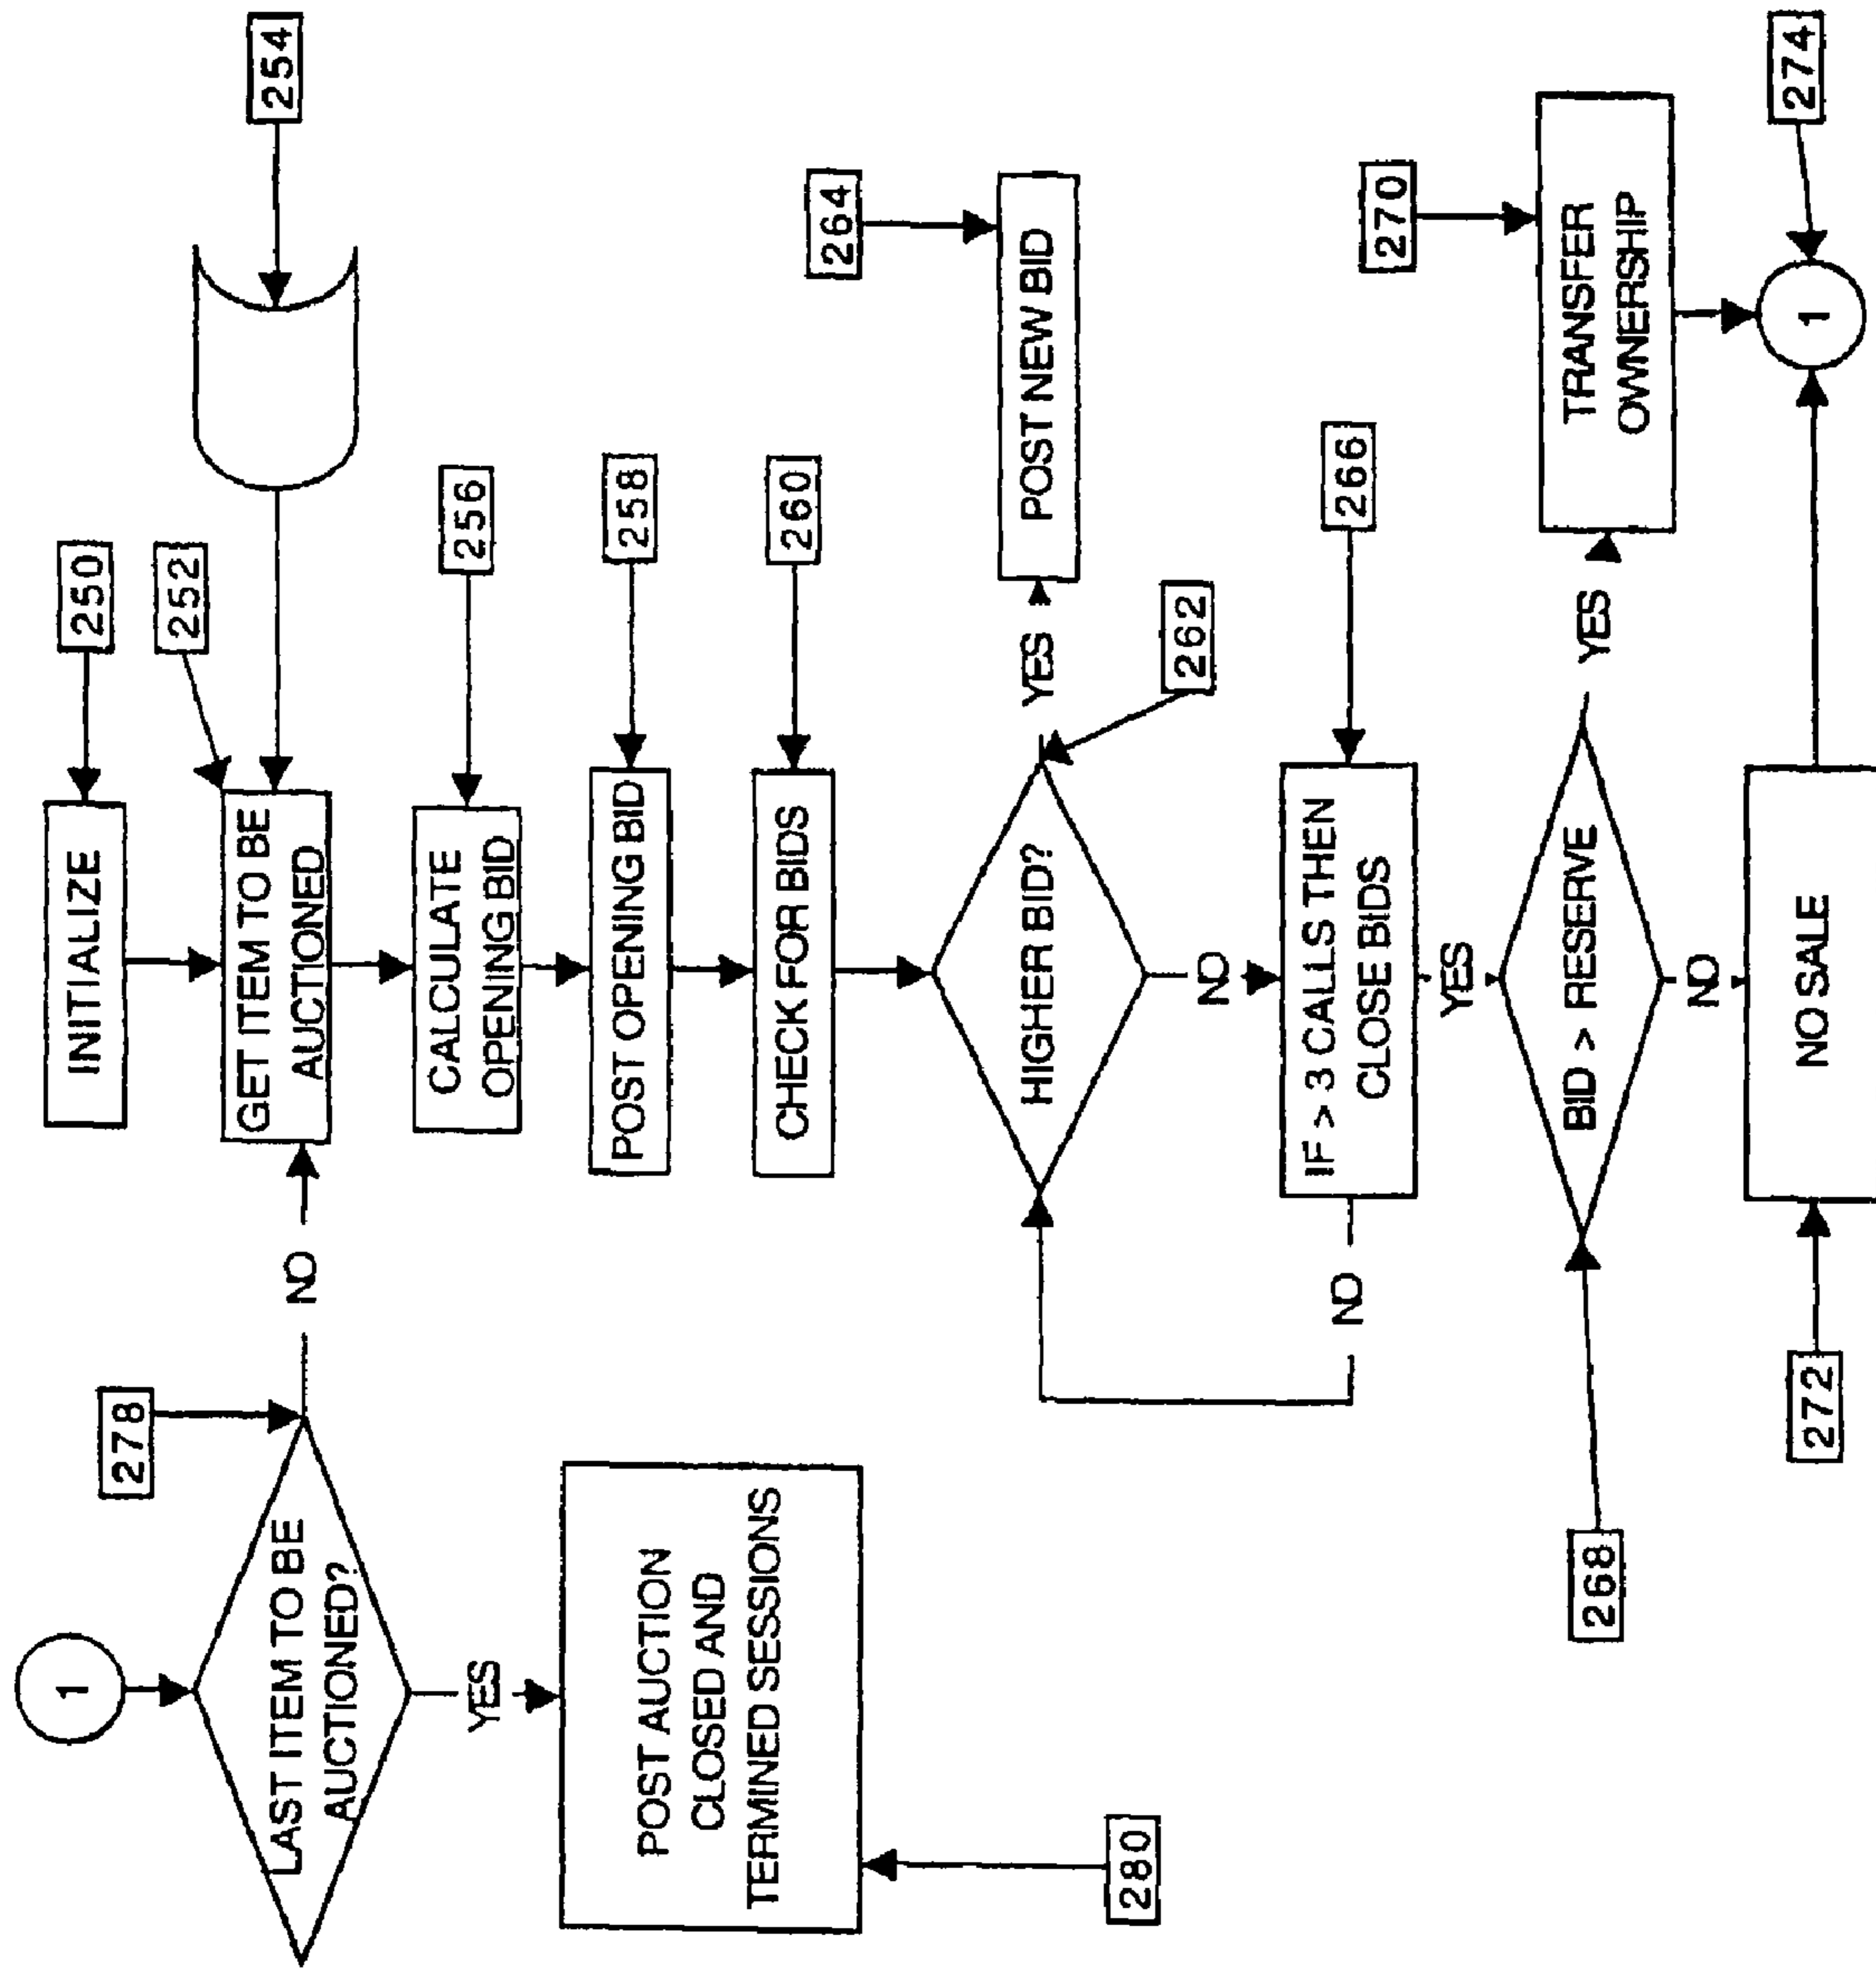 1
278
LAST ITEM TO BE
AUCTIONED?
NO
YES
POST AUCTION
CLOSED AND
TERMINED SESSIONS
280
250
INITIALIZE
252
254
GET ITEM TO BE
AUCTIONED
256
CALCULATE
OPENING BID
258
POST OPENING BID
260
CHECK FOR BIDS
264
HIGHER BID?
YES
POST NEW BID
262
NO
266
IF > 3 CALLS THEN
CLOSE BIDS
NO
YES
270
268
BID > RESERVE
YES
TRANSFER
OWNERSHIP
NO
272
NO SALE
1
274